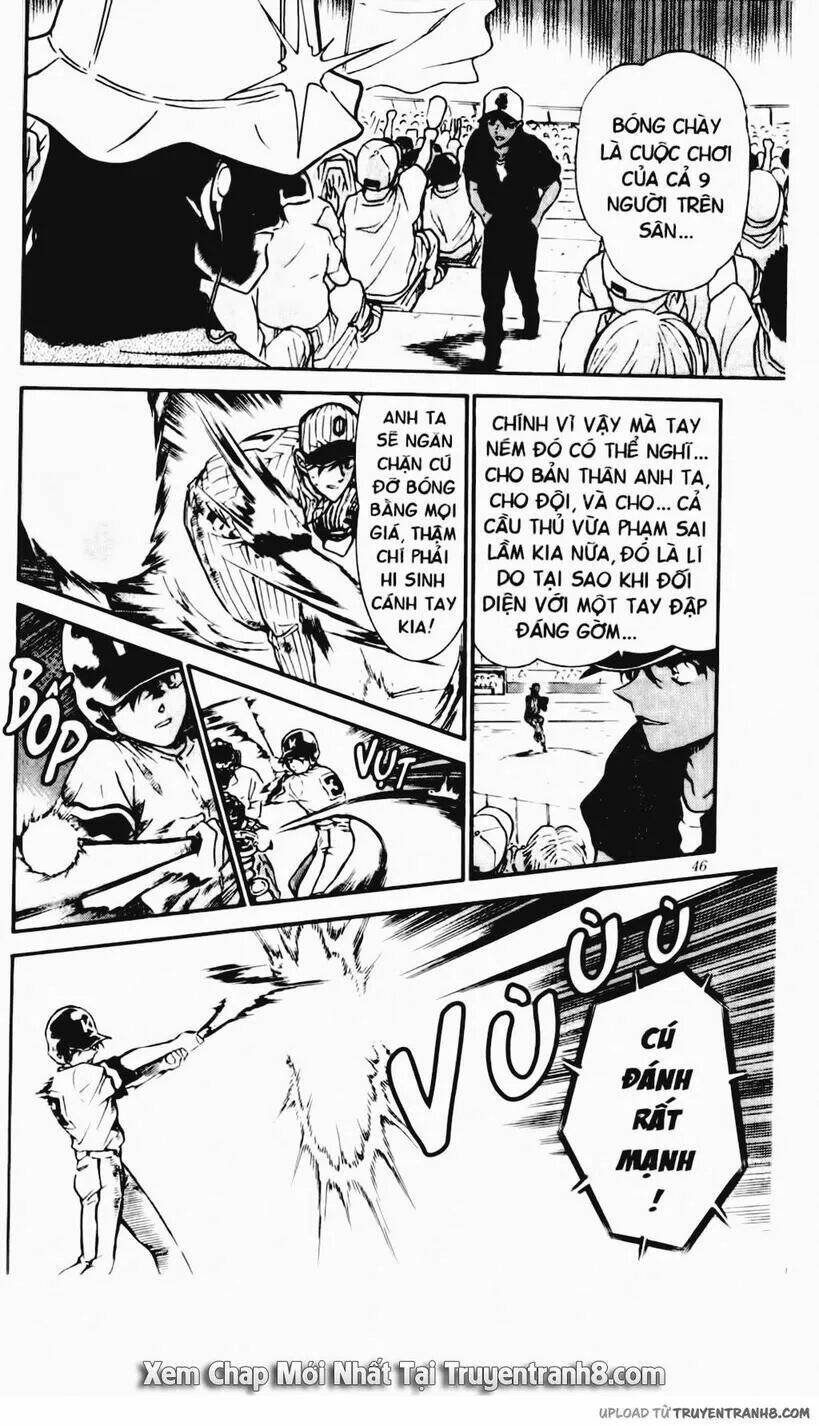 BÓNG CHÀY
LÀ CUỘC CHƠI
CỦA CẢ 9
NGƯỜI TRÊN
SÂN...
CHÍNH VÌ VẬY MÀ TAY
NÉM ĐÓ CÓ THỂ NGHĨ...
CHO BẢN THÂN ANH TA,
CHO ĐỘI, VÀ CHO... CẢ
CẦU THỦ VỪA PHẠM SAI
LẦM KIA NỮA, ĐÓ LÀ LÍ
DO TẠI SAO KHI ĐỐI
DIỆN VỚI MỘT TAY ĐẬP
ĐÁNG GỜM...
ANH TA
SẼ NGĂN
CHẶN CÚ
ĐỠ BÓNG
BẰNG MỌI
GIÁ, THẬM
CHÍ PHẢI
HI SINH
CÁNH TAY
KIA!
VỤT
BỐP
46
VÙ Ù Ù
CÚ
ĐÁNH
RẤT
MẠNH
!
Xem Chap Mới Nhất Tại Truyentranh8.com
UPLOAD TỪ TRUYENTRANH8.COM